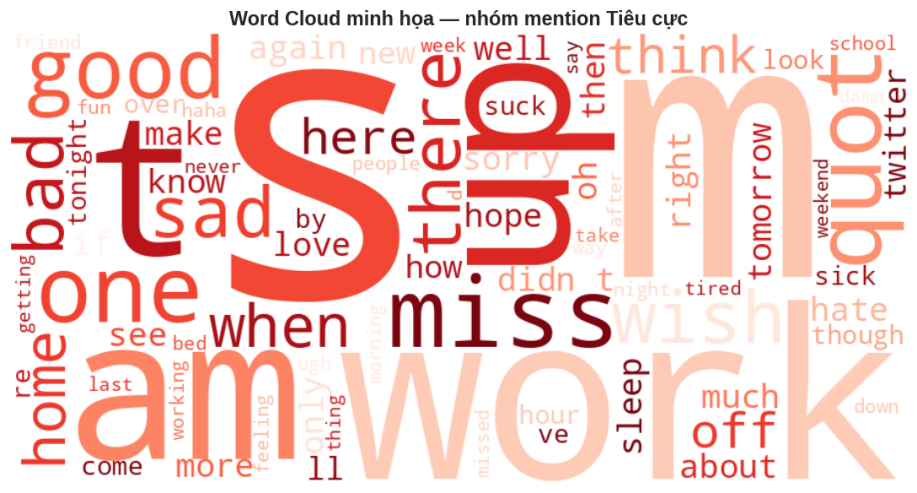 Word Cloud minh họa — nhóm mention Tiêu cực
friend
good
again
new
week
well
say
then
think
look
school
fun
over
haha
t
s
there
up
suck
m
quot
damn
twitter
bad
tonight
make
here
never
know
people
sorry
oh
right
tomorrow
sad
by
love
d
hope
after
weekend
if
how
take
way
one
getting
when
miss
didn t
night
tired
sick
wish
hate
though
see
bed
home
re
am
last
working
feeling
ugh
only
thing
morning
work
hour
ve
missed
sleep
much
off
about
down
come
more
ll